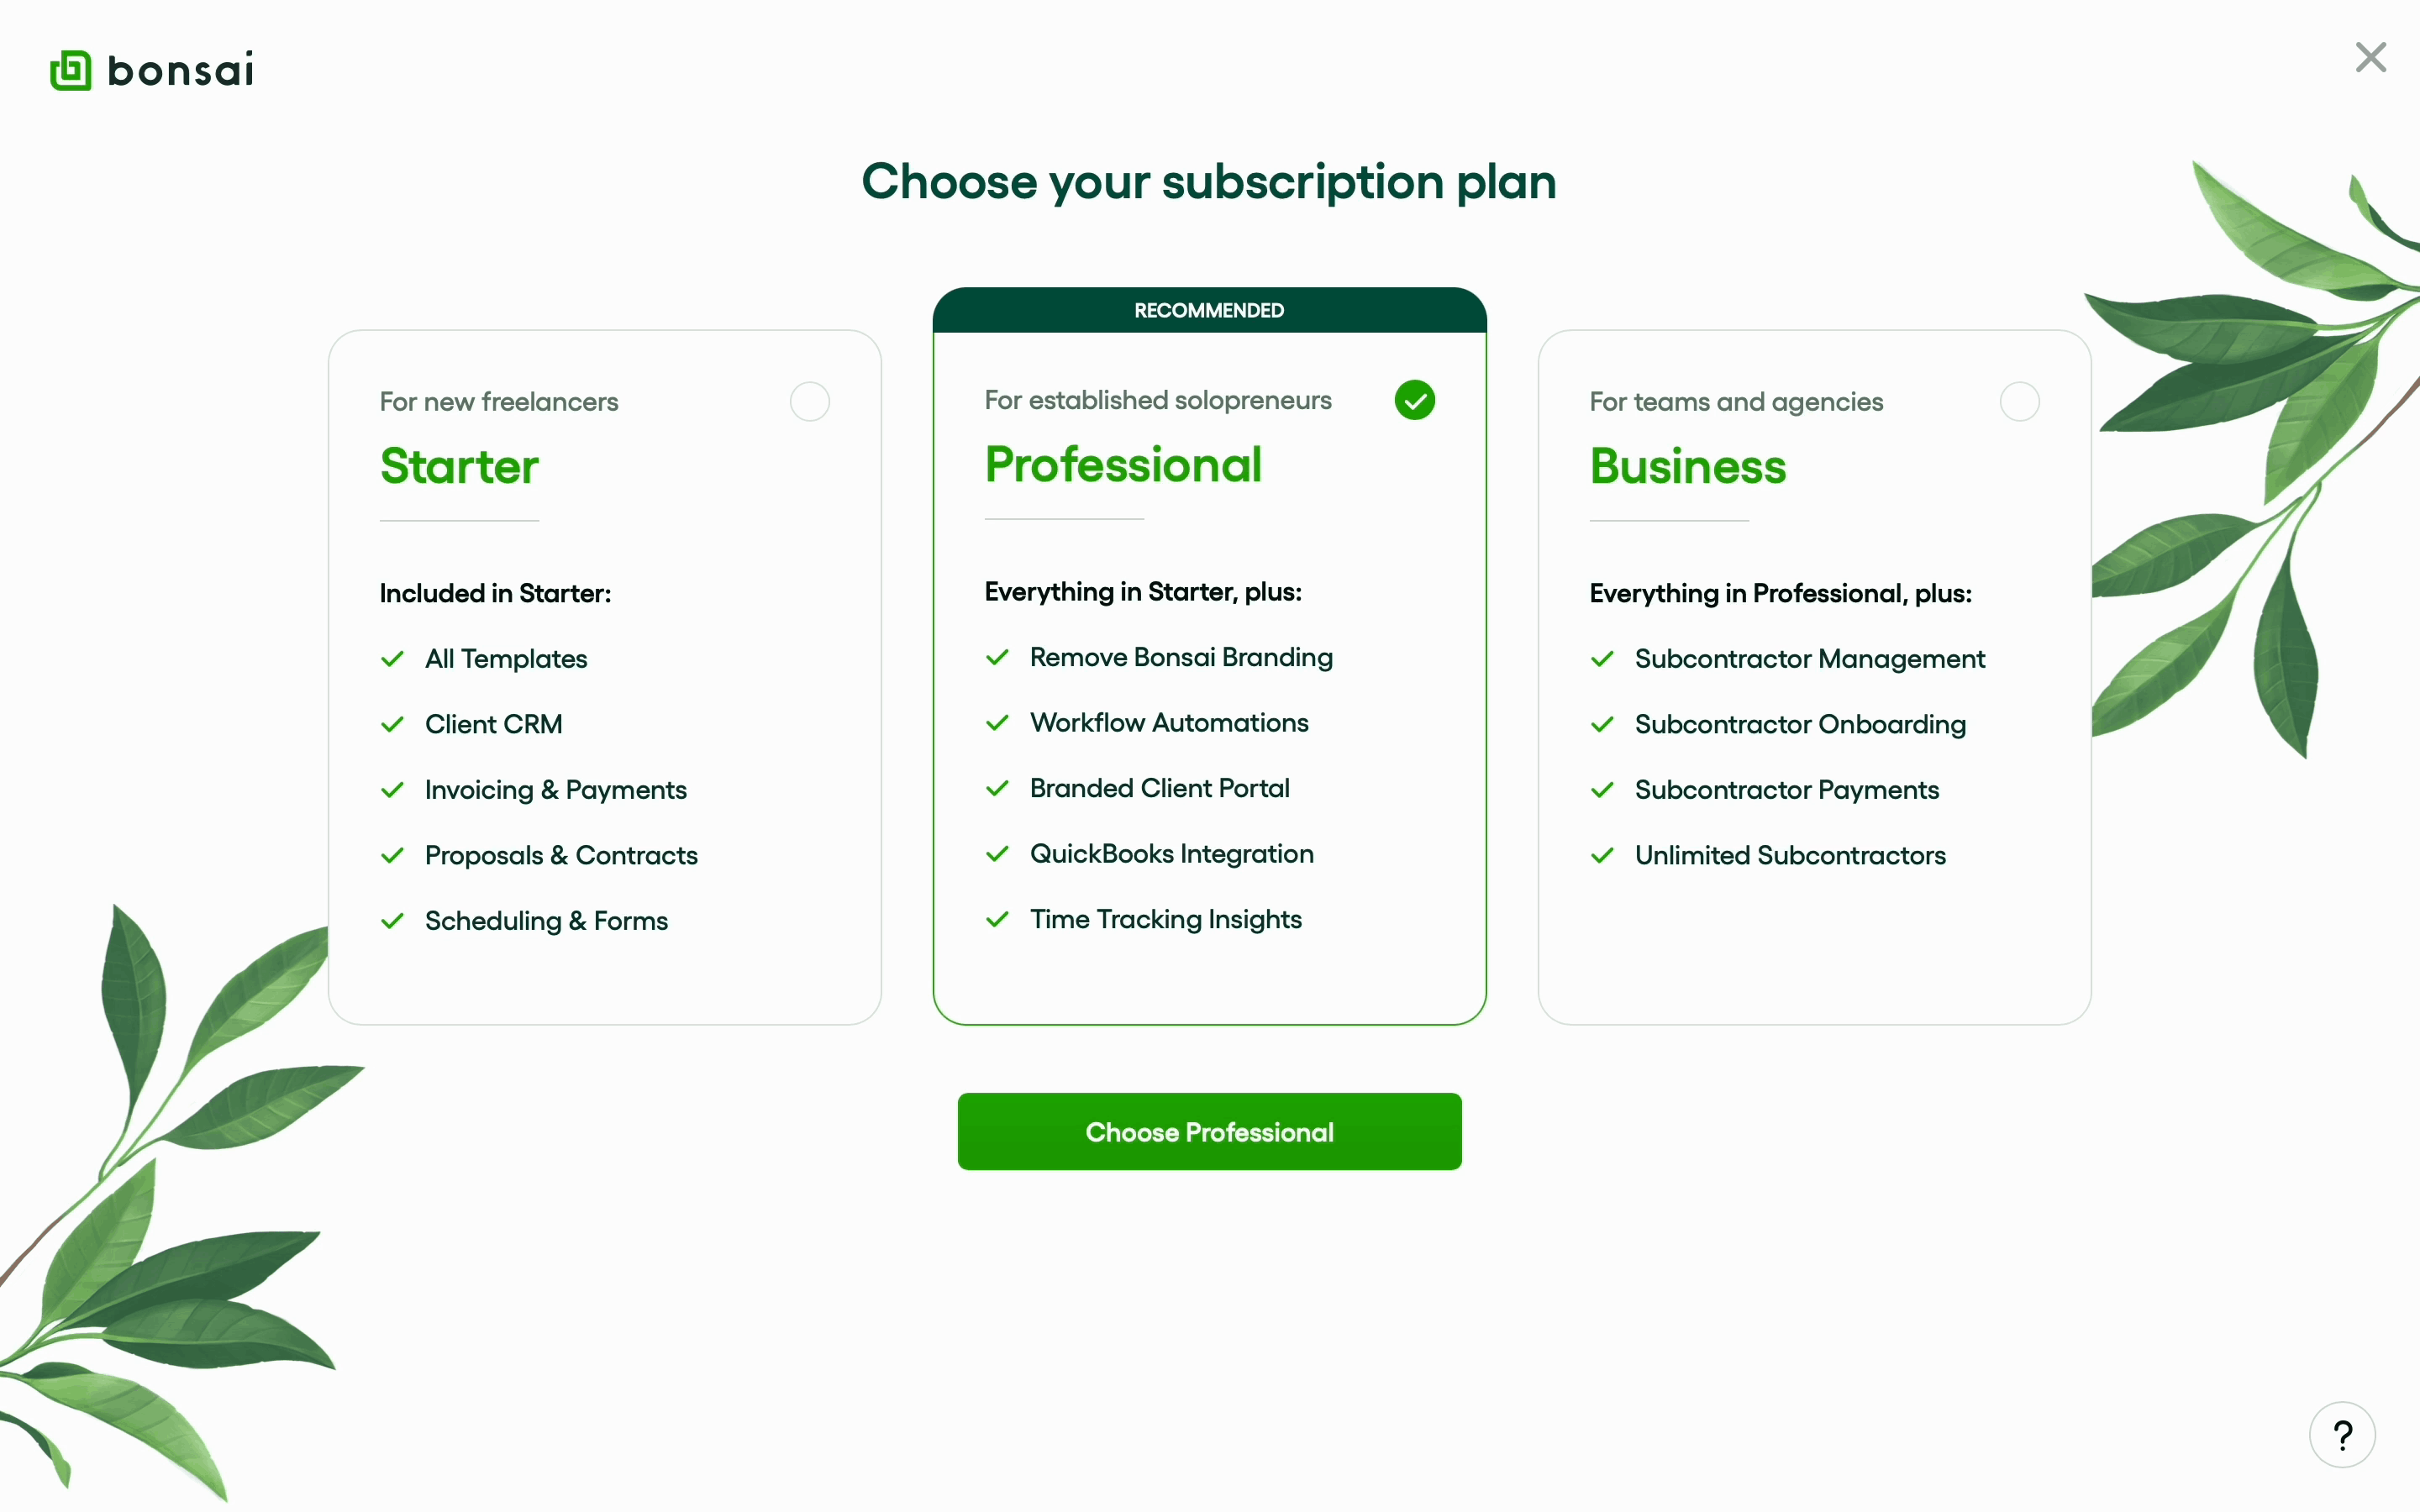 bonsai
Choose your subscription plan
For new freelancers
Starter
Included in Starter:
All Templates
Client CRM
Invoicing & Payments
Proposals & Contracts
Scheduling & Forms
RECOMMENDED
For established solopreneurs
Professional
Everything in Starter, plus:
Remove Bonsai Branding
Workflow Automations
Branded Client Portal
QuickBooks Integration
Time Tracking Insights
For teams and agencies
Business
Everything in Professional, plus:
Subcontractor Management
Subcontractor Onboarding
Subcontractor Payments
Unlimited Subcontractors
Choose Professional
?